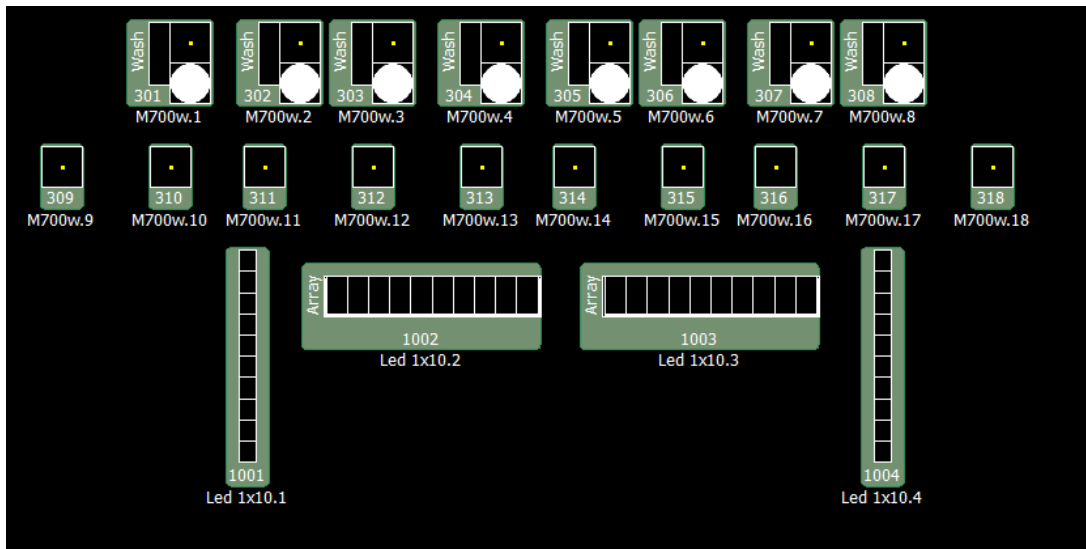 Wash Wash Wash Wash Wash Wash Wash Wash
301 302 303 304 305 306 307 308
M700w.1 M700w.2 M700w.3 M700w.4 M700w.5 M700w.6 M700w.7 M700w.8
309 310 311 312 313 314 315 316 317 318
M700w.9 M700w.10 M700w.11 M700w.12 M700w.13 M700w.14 M700w.15 M700w.16 M700w.17 M700w.18
Array Array
1002 1003
Led 1x10.2 Led 1x10.3
1001 1004
Led 1x10.1 Led 1x10.4